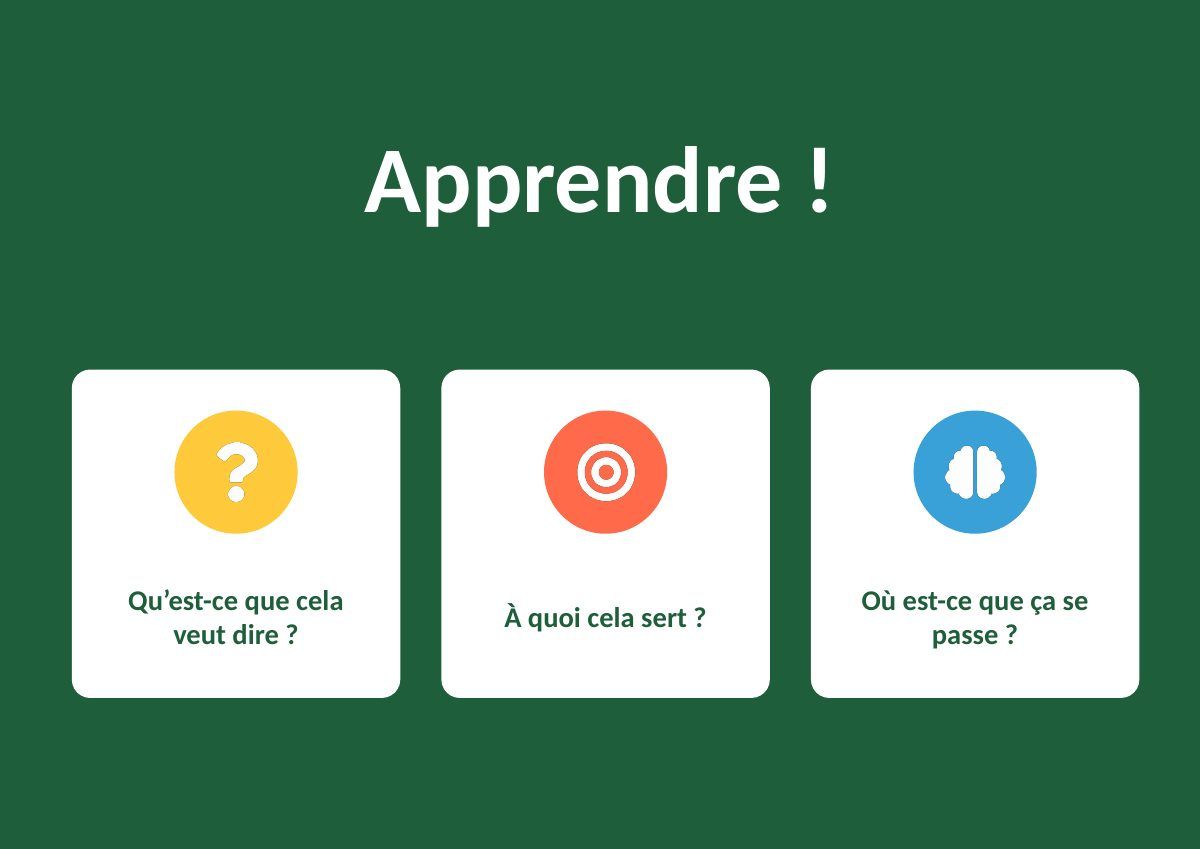 Apprendre !
Qu’est-ce que cela
veut dire ?
À quoi cela sert ?
Où est-ce que ça se
passe ?